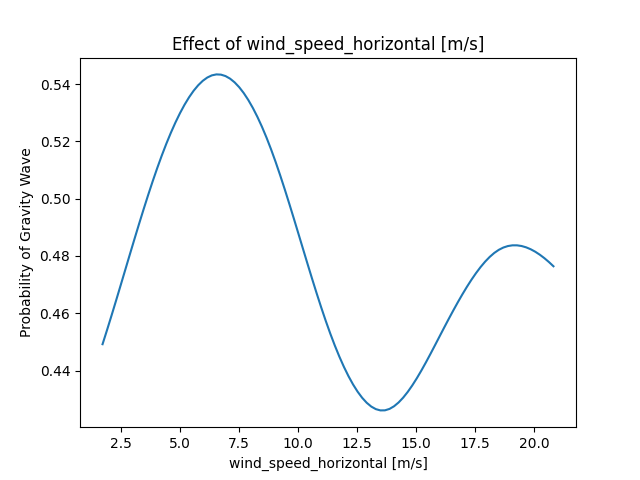 Effect of wind_speed_horizontal [m/s]
0.54
0.52
0.50
0.48
0.46
0.44
Probability of Gravity Wave
2.5 5.0 7.5 10.0 12.5 15.0 17.5 20.0
wind_speed_horizontal [m/s]